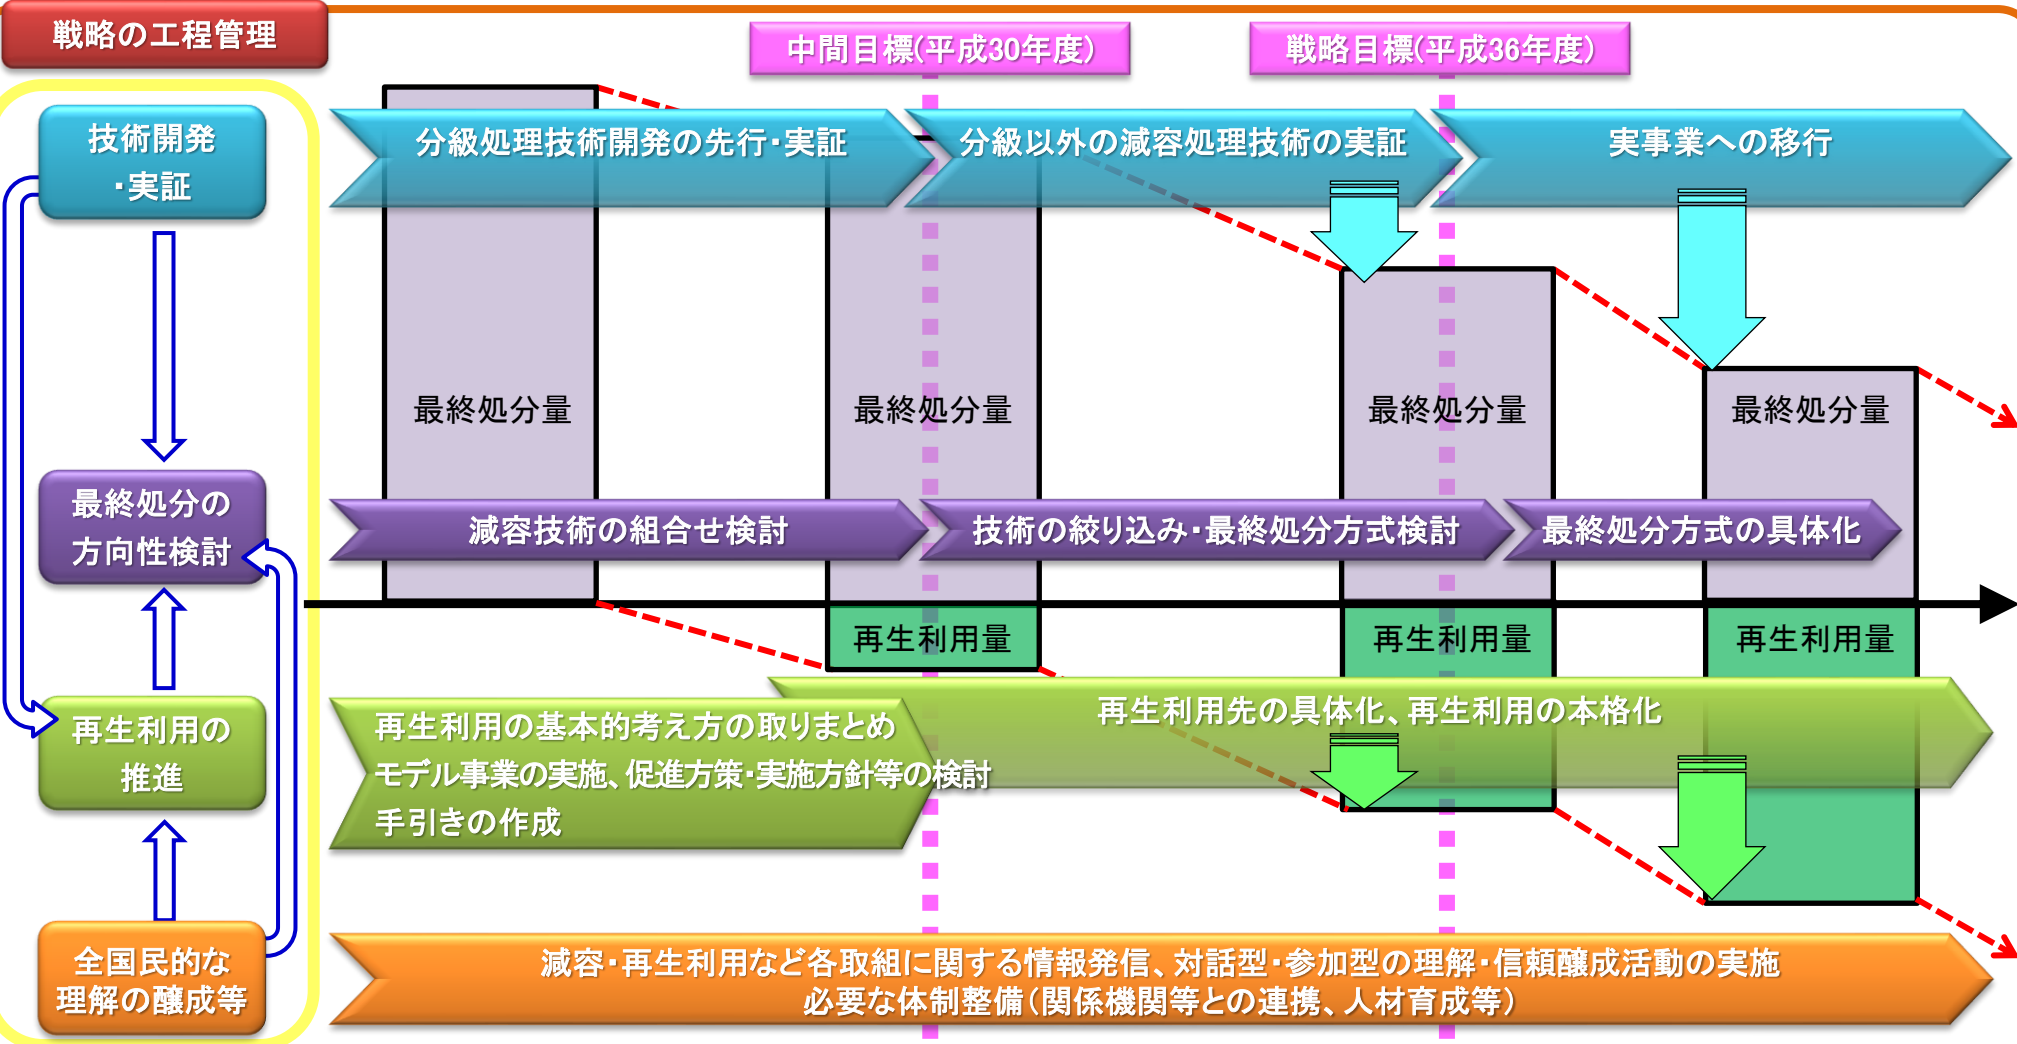 戦略の工程管理
中間目標(平成30年度)
戦略目標(平成36年度)
技術開発
・実証
分級処理技術開発の先行・実証
分級以外の減容処理技術の実証
実事業への移行
最終処分量
最終処分量
最終処分量
最終処分量
最終処分の
方向性検討
減容技術の組合せ検討
技術の絞り込み・最終処分方式検討
最終処分方式の具体化
再生利用量
再生利用量
再生利用量
再生利用の
推進
再生利用の基本的考え方の取りまとめ
モデル事業の実施、促進方策・実施方針等の検討
手引きの作成
再生利用先の具体化、再生利用の本格化
全国民的な
理解の醸成等
減容・再生利用など各取組に関する情報発信、対話型・参加型の理解・信頼醸成活動の実施
必要な体制整備（関係機関等との連携、人材育成等）